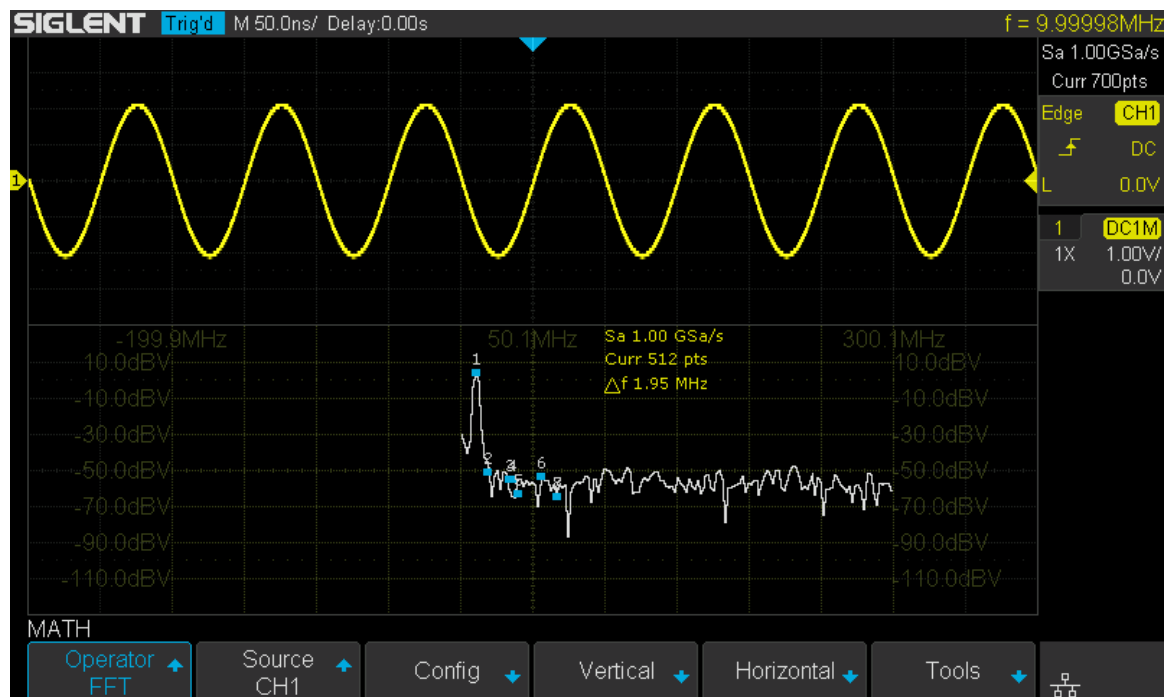 SIGLENT Trig'd M 50.0ns/ Delay:0.00s f = 9.99998MHz
Sa 1.00GSa/s
Curr 700pts
Edge CH1
DC
L 0.0V
1
1 DC1M
1X 1.00V/
0.0V
-199.9MHz 50.1MHz Sa 1.00 GSa/s 300.1MHz
Curr 512 pts
△f 1.95 MHz
10.0dBV 1 10.0dBV
-10.0dBV -10.0dBV
-30.0dBV -30.0dBV
2 6
-50.0dBV -50.0dBV
-70.0dBV -70.0dBV
-90.0dBV -90.0dBV
-110.0dBV -110.0dBV
MATH
Operator Source Config Vertical Horizontal Tools
FFT CH1